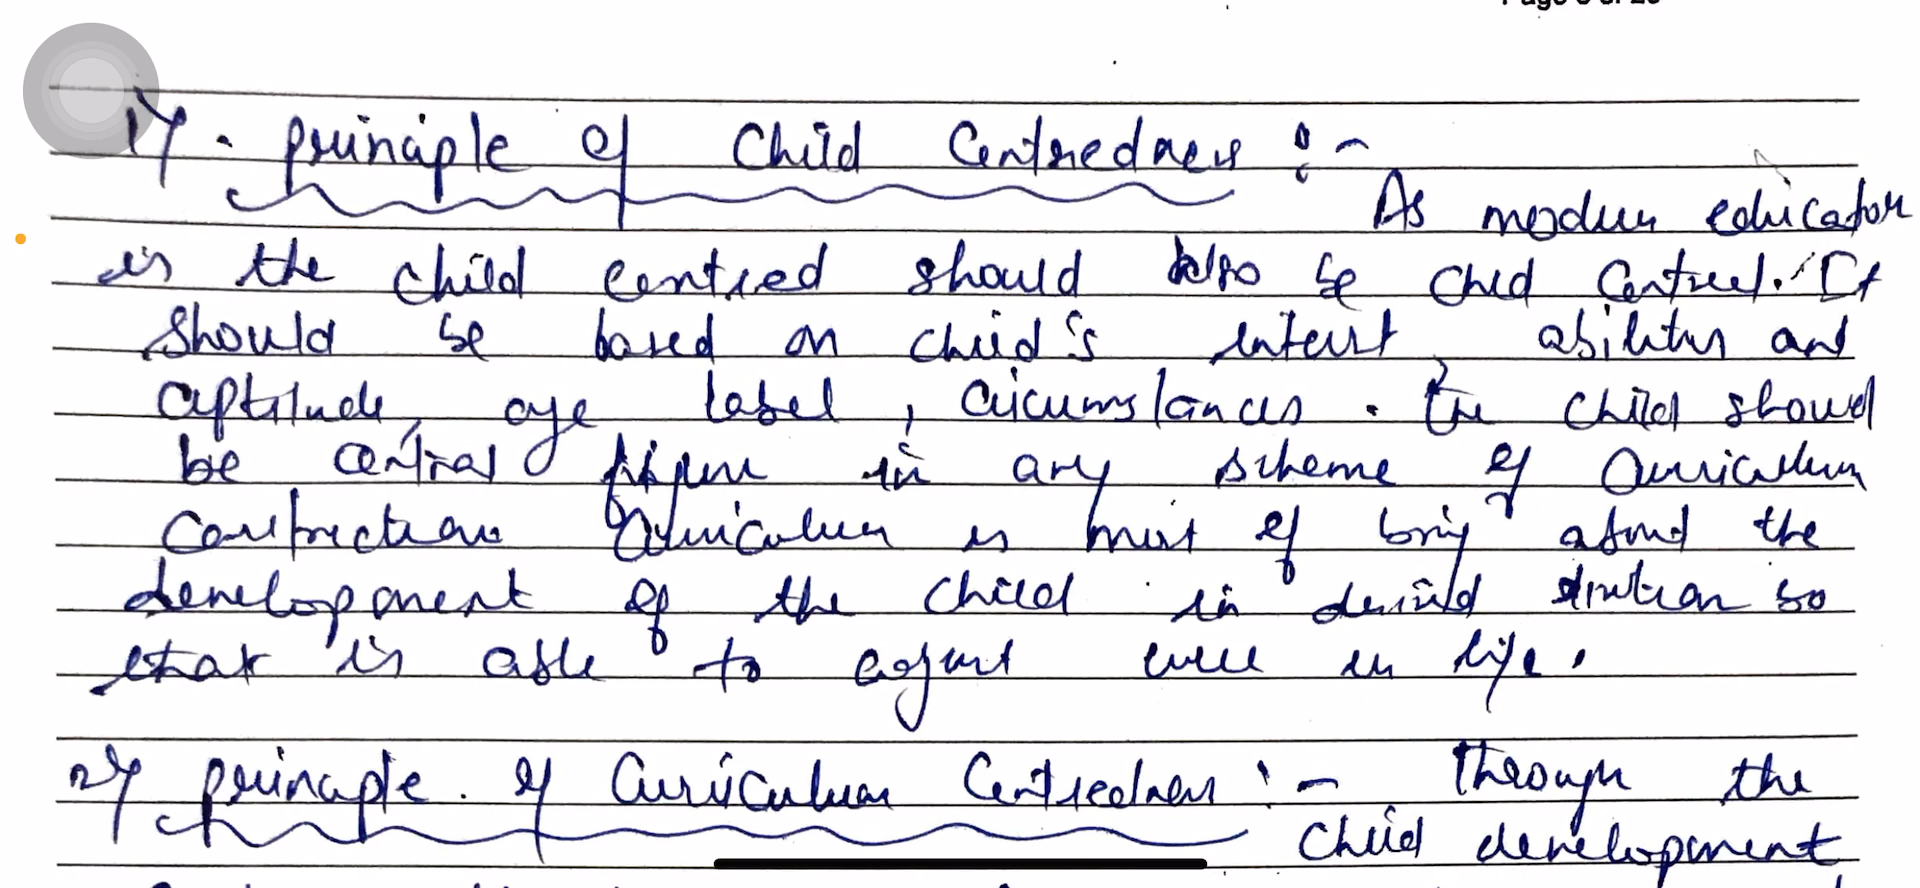 1) . principle of Child Centredness :-
As modern educator
is the child centred should also be child centred. It
should be based on child's interest, abilities and
aptitude, age label, circumstances. The child should
be central figure in any scheme of curriculum
construction Curriculum is must of bring about the
development of the child in desired direction so
that is able to adjust well in life.
2) principle. of Curriculum Centredness :- Through the
child development